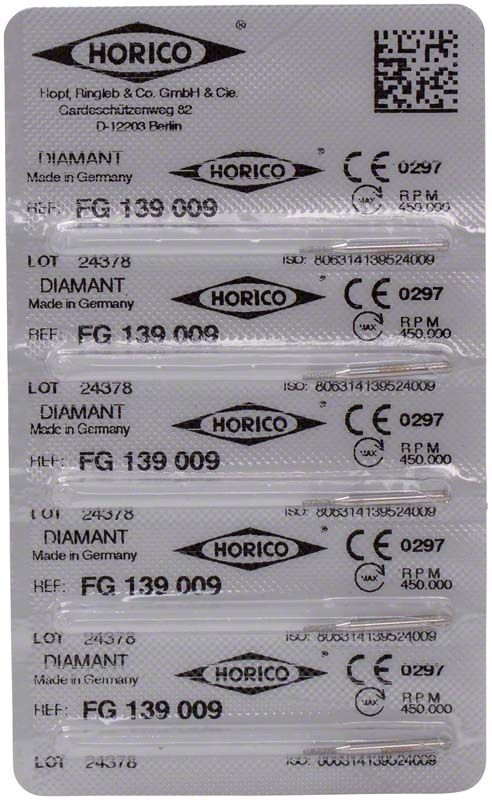 HORICO ®
Hopf, Ringleb & Co. GmbH & Cie.
Gardeschützenweg 82
D-12203 Berlin
DIAMANT HORICO ® CE 0297
Made in Germany
REF: FG 139 009 MAX RPM 450.000
LOT 24378 ISO: 806314139524009
DIAMANT HORICO ® CE 0297
Made in Germany
REF: FG 139 009 MAX RPM 450.000
LOT 24378 ISO: 806314139524009
DIAMANT HORICO ® CE 0297
Made in Germany
REF: FG 139 009 MAX RPM 450.000
LOT 24378 ISO: 806314139524009
DIAMANT HORICO ® CE 0297
Made in Germany
REF: FG 139 009 MAX RPM 450.000
LOT 24378 ISO: 806314139524009
DIAMANT HORICO ® CE 0297
Made in Germany
REF: FG 139 009 MAX RPM 450.000
LOT 24378 ISO: 806314139524009